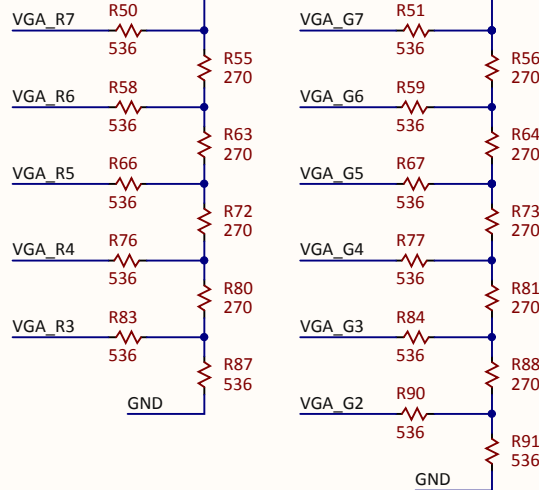 VGA_R7 R50 536
R55 270
VGA_R6 R58 536
R63 270
VGA_R5 R66 536
R72 270
VGA_R4 R76 536
R80 270
VGA_R3 R83 536
R87 536
GND
VGA_G7 R51 536
R56 270
VGA_G6 R59 536
R64 270
VGA_G5 R67 536
R73 270
VGA_G4 R77 536
R81 270
VGA_G3 R84 536
R88 270
VGA_G2 R90 536
R91 536
GND